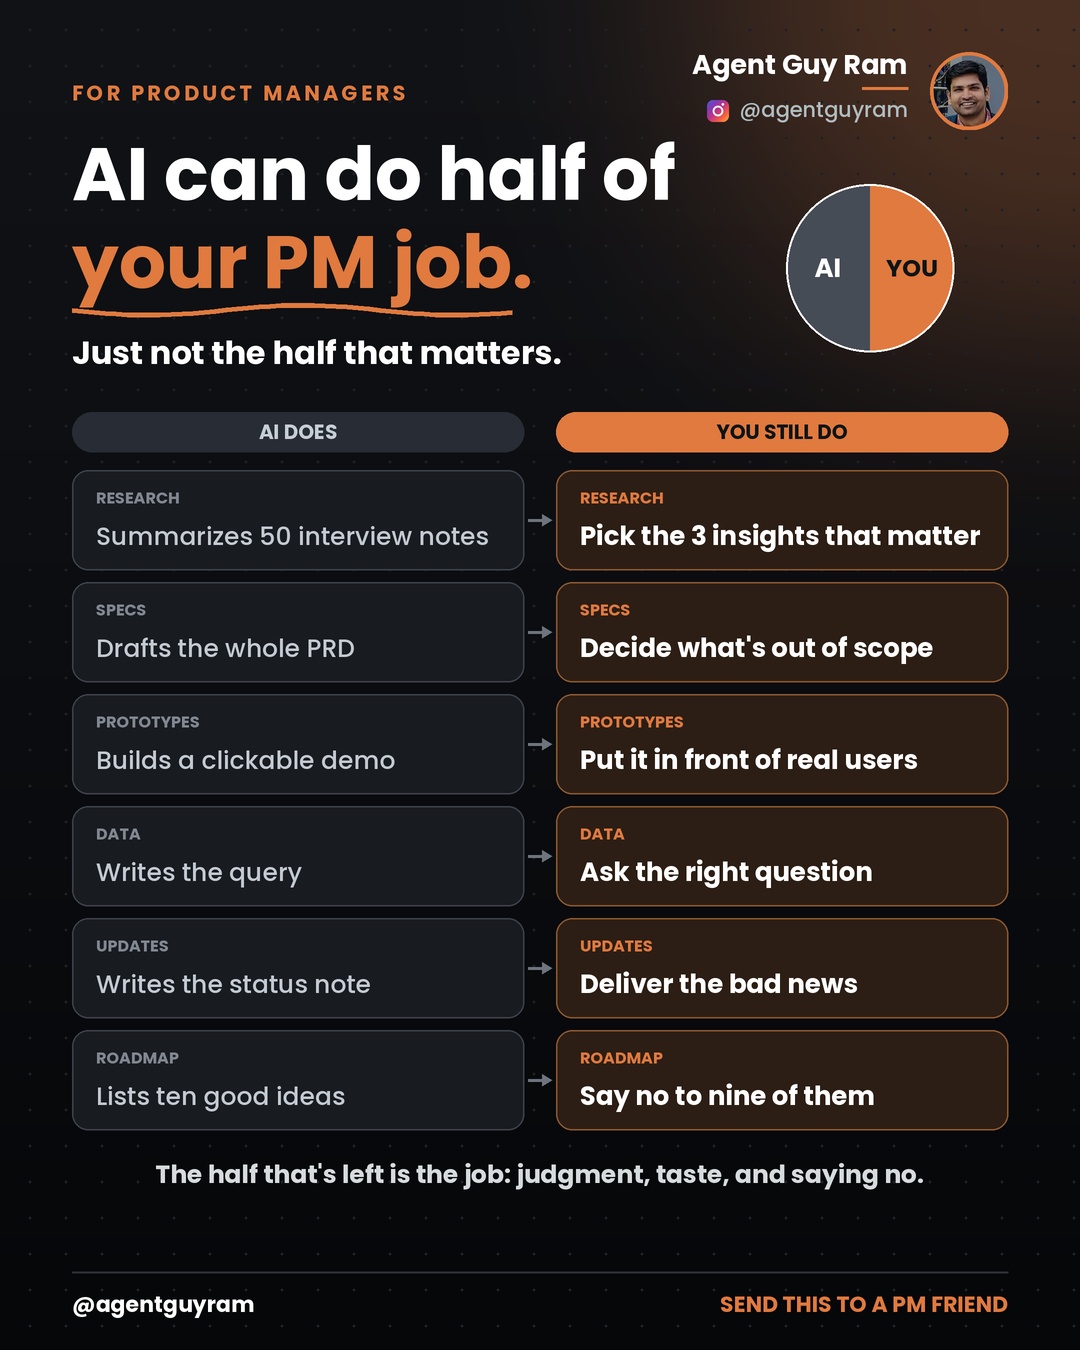 FOR PRODUCT MANAGERS
Agent Guy Ram
@agentguyram
AI can do half of
your PM job.
Just not the half that matters.
AI
YOU
AI DOES
YOU STILL DO
RESEARCH
Summarizes 50 interview notes
RESEARCH
Pick the 3 insights that matter
SPECS
Drafts the whole PRD
SPECS
Decide what's out of scope
PROTOTYPES
Builds a clickable demo
PROTOTYPES
Put it in front of real users
DATA
Writes the query
DATA
Ask the right question
UPDATES
Writes the status note
UPDATES
Deliver the bad news
ROADMAP
Lists ten good ideas
ROADMAP
Say no to nine of them
The half that's left is the job: judgment, taste, and saying no.
@agentguyram
SEND THIS TO A PM FRIEND